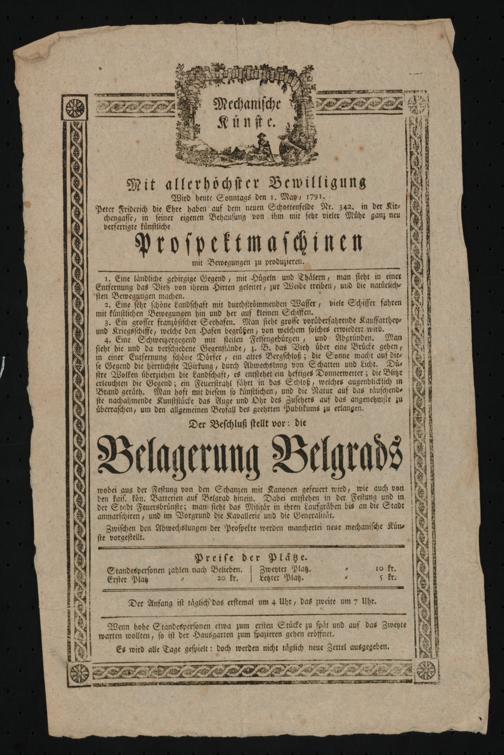 Mechanische
Künste.
Mit allerhöchster Bewilligung
Wird heute Sonntags den 1. May, 1791.
Peter Friderich die Ehre haben auf dem neuen Schottenfelde Nr. 342. in der Kir-
chengasse, in seiner eigenen Behausung von ihm mit sehr vieler Mühe ganz neu
verfertigte künstliche
Prospektmaschinen
mit Bewegungen zu produzieren.
1. Eine ländliche gebirgige Gegend, mit Hügeln und Thälern, man sieht in einer
Entfernung das Vieh von ihrem Hirten geleitet, zur Weide treiben, und die natürlich-
sten Bewegungen machen.
2. Eine sehr schöne Landschaft mit durchströmmenden Wasser, viele Schiffer fahren
mit künstlichen Bewegungen hin und her auf kleinen Schiffen.
3. Ein grosser französischer Seehafen. Man sieht grosse vorüberfahrende Kauffarthey-
und Kriegsschiffe, welche den Hafen begrüßen, von welchem solches erwiedert wird.
4. Eine Schweizergegend mit steilen Felsengebürgen, und Abgründen. Man
sieht hie und da verschiedene Gegenstände, z. B. das Vieh über eine Brücke gehen,
in einer Entfernung schöne Dörfer, ein altes Bergschloß; die Sonne macht auf die-
se Gegend die herrlichste Wirkung, durch Abwechslung von Schatten und Licht. Dü-
stere Wolken überziehen die Landschaft, es entstehet ein heftiges Donnerwetter; die Blitze
erleuchten die Gegend; ein Feuerstrahl fährt in das Schloß, welches augenblicklich in
Brand geräth. Man hoft mit diesem so künstlichen, und die Natur auf das täuschends-
ste nachahmende Kunststücke das Auge und Ohr des Zusehers auf das angenehmste zu
überraschen, um den allgemeinen Beyfall des geehrten Publikums zu erlangen.
Der Beschluß stellt vor: die
Belagerung Belgrads
wobei aus der Festung von den Schanzen mit Kanonen gefeuert wird, wie auch von
den kais. kön. Batterien auf Belgrad hinein. Dabei entstehen in der Festung und in
der Stadt Feuersbrünste; man sieht das Militär in ihren Laufgräben bis an die Stadt
anmarschiren, und im Vorgrund die Kavallerie und die Generalität.
Zwischen den Abwechslungen der Prospekte werden mancherlei neue mechanische Kün-
ste vorgestellt.
Preise der Plätze.
Standespersonen zahlen nach Belieben. Zweyter Platz. " 10 kr.
Erster Platz " 20 kr. Letzter Platz. " 5 kr.
Der Anfang ist täglich das erstemal um 4 Uhr, das zweite um 7 Uhr.
Wenn hohe Standespersonen etwa zum ersten Stücke zu spät und auf das Zweyte
warten wollten, so ist der Hausgarten zum spazieren gehen eröffnet.
Es wird alle Tage gespielt: doch werden nicht täglich neue Zettel ausgegeben.